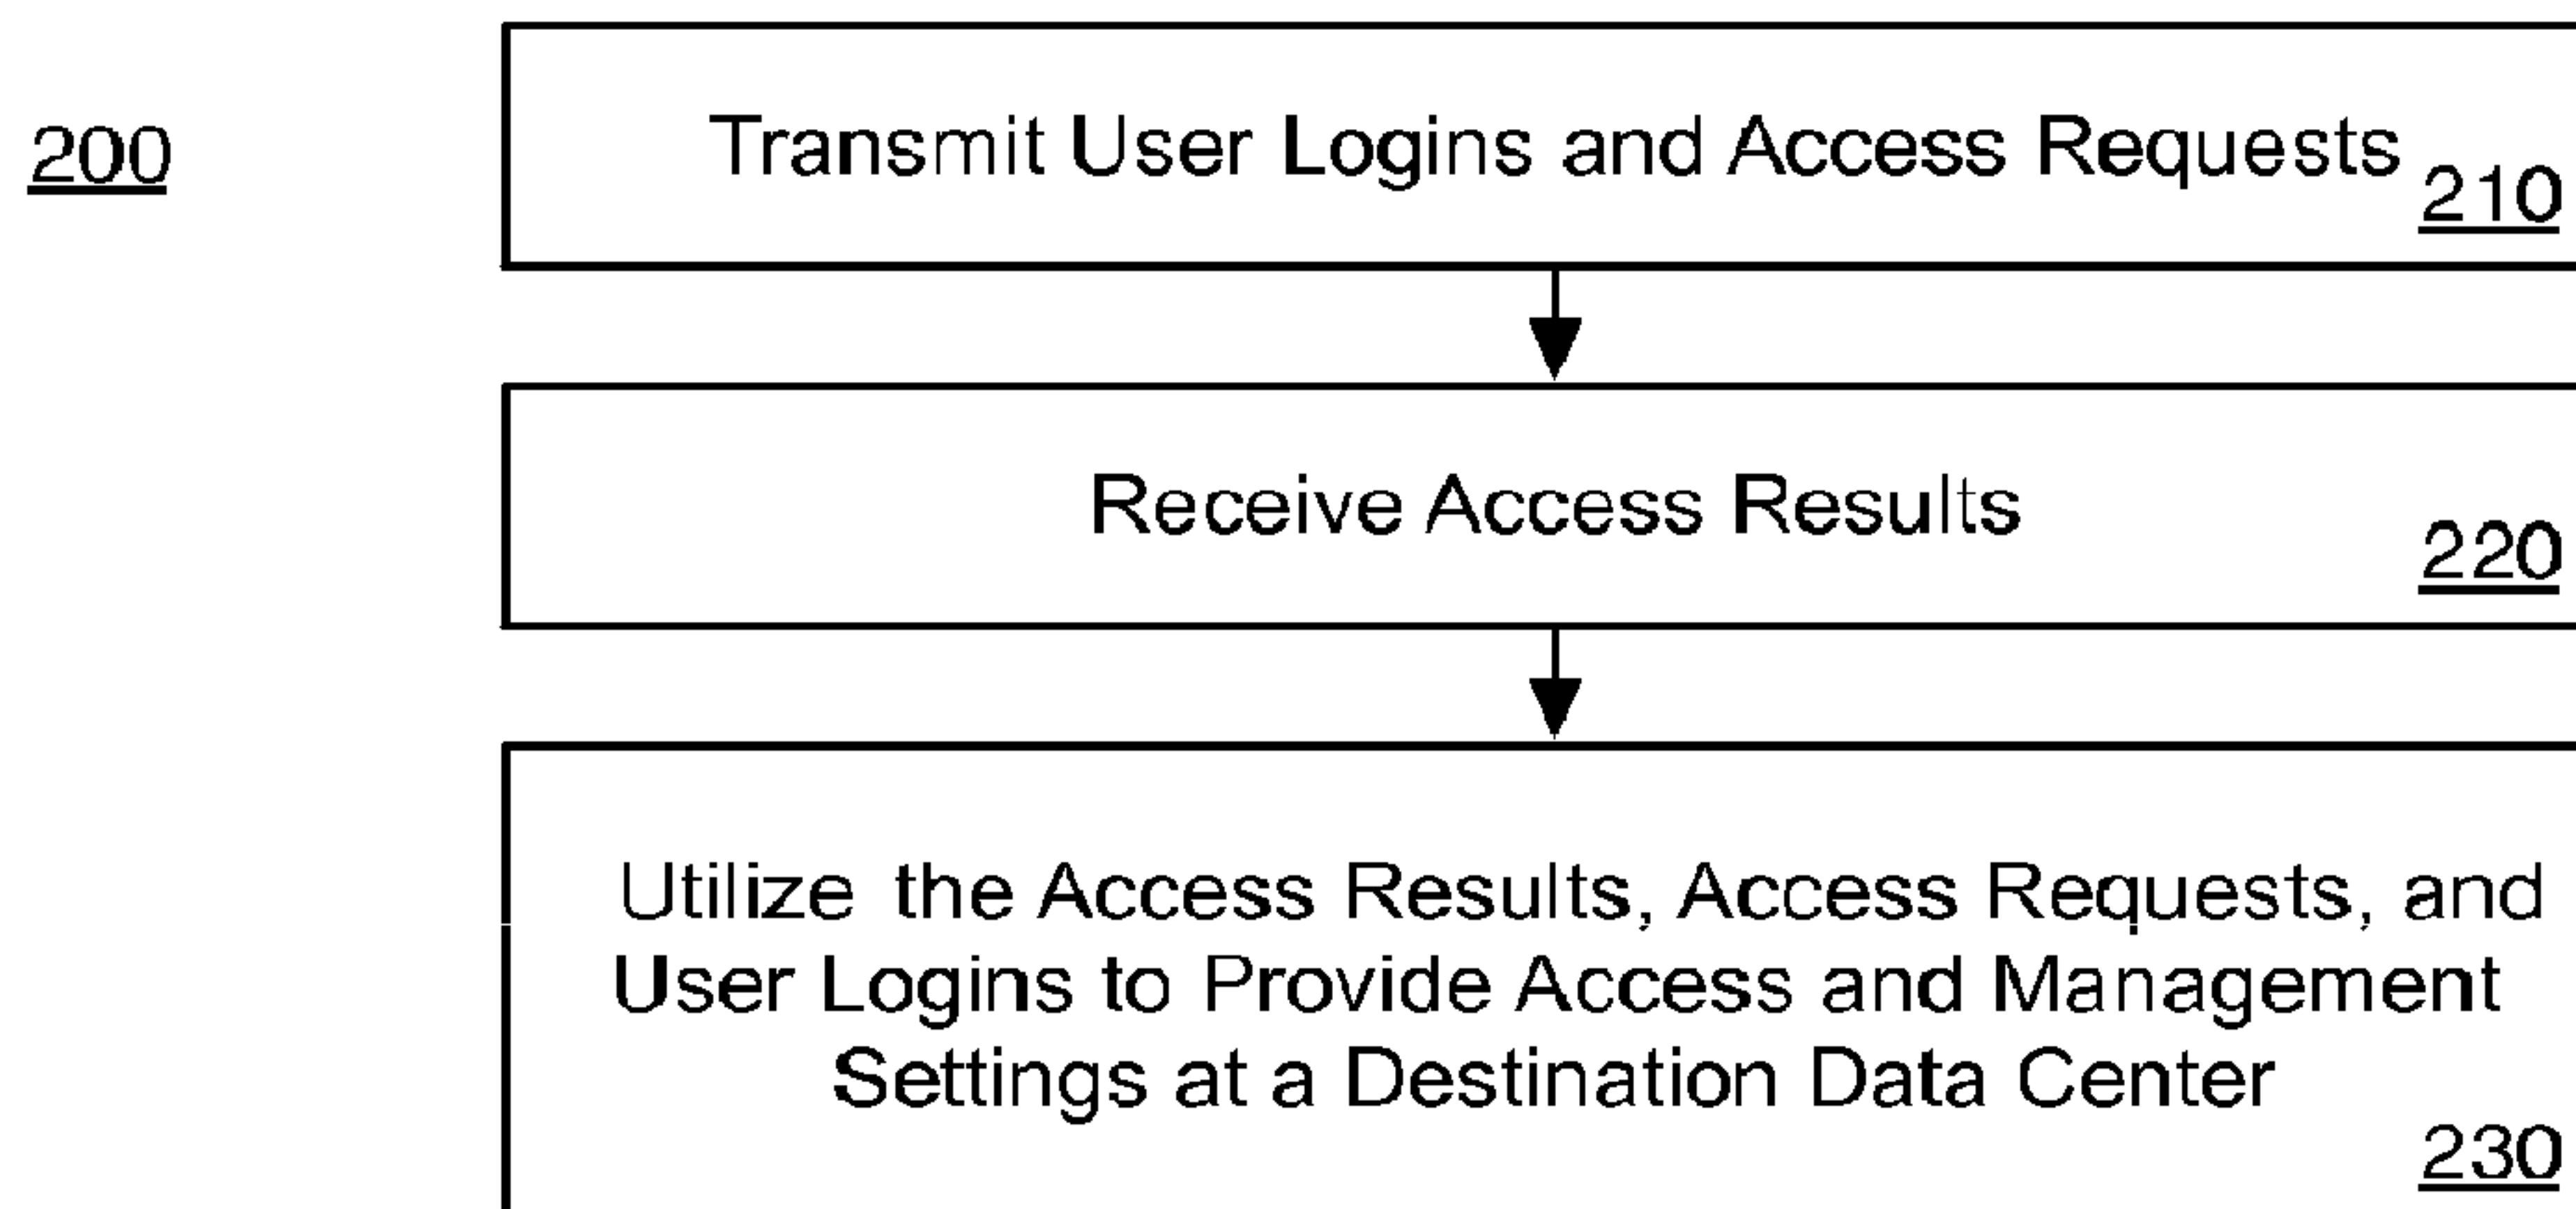 200
Transmit User Logins and Access Requests
210
Receive Access Results
220
Utilize the Access Results, Access Requests, and
User Logins to Provide Access and Management
Settings at a Destination Data Center
230